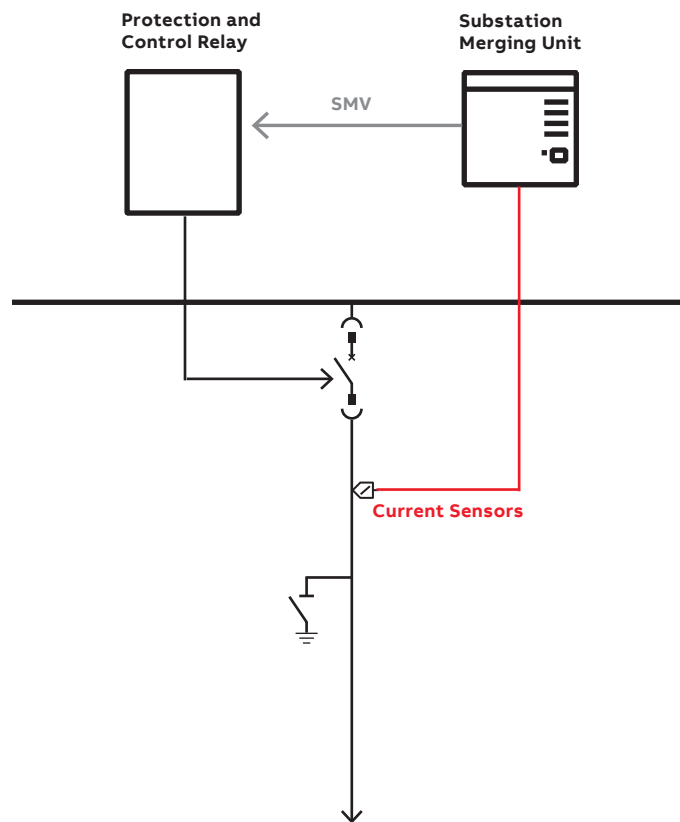 Protection and
Control Relay
Substation
Merging Unit
SMV
Current Sensors